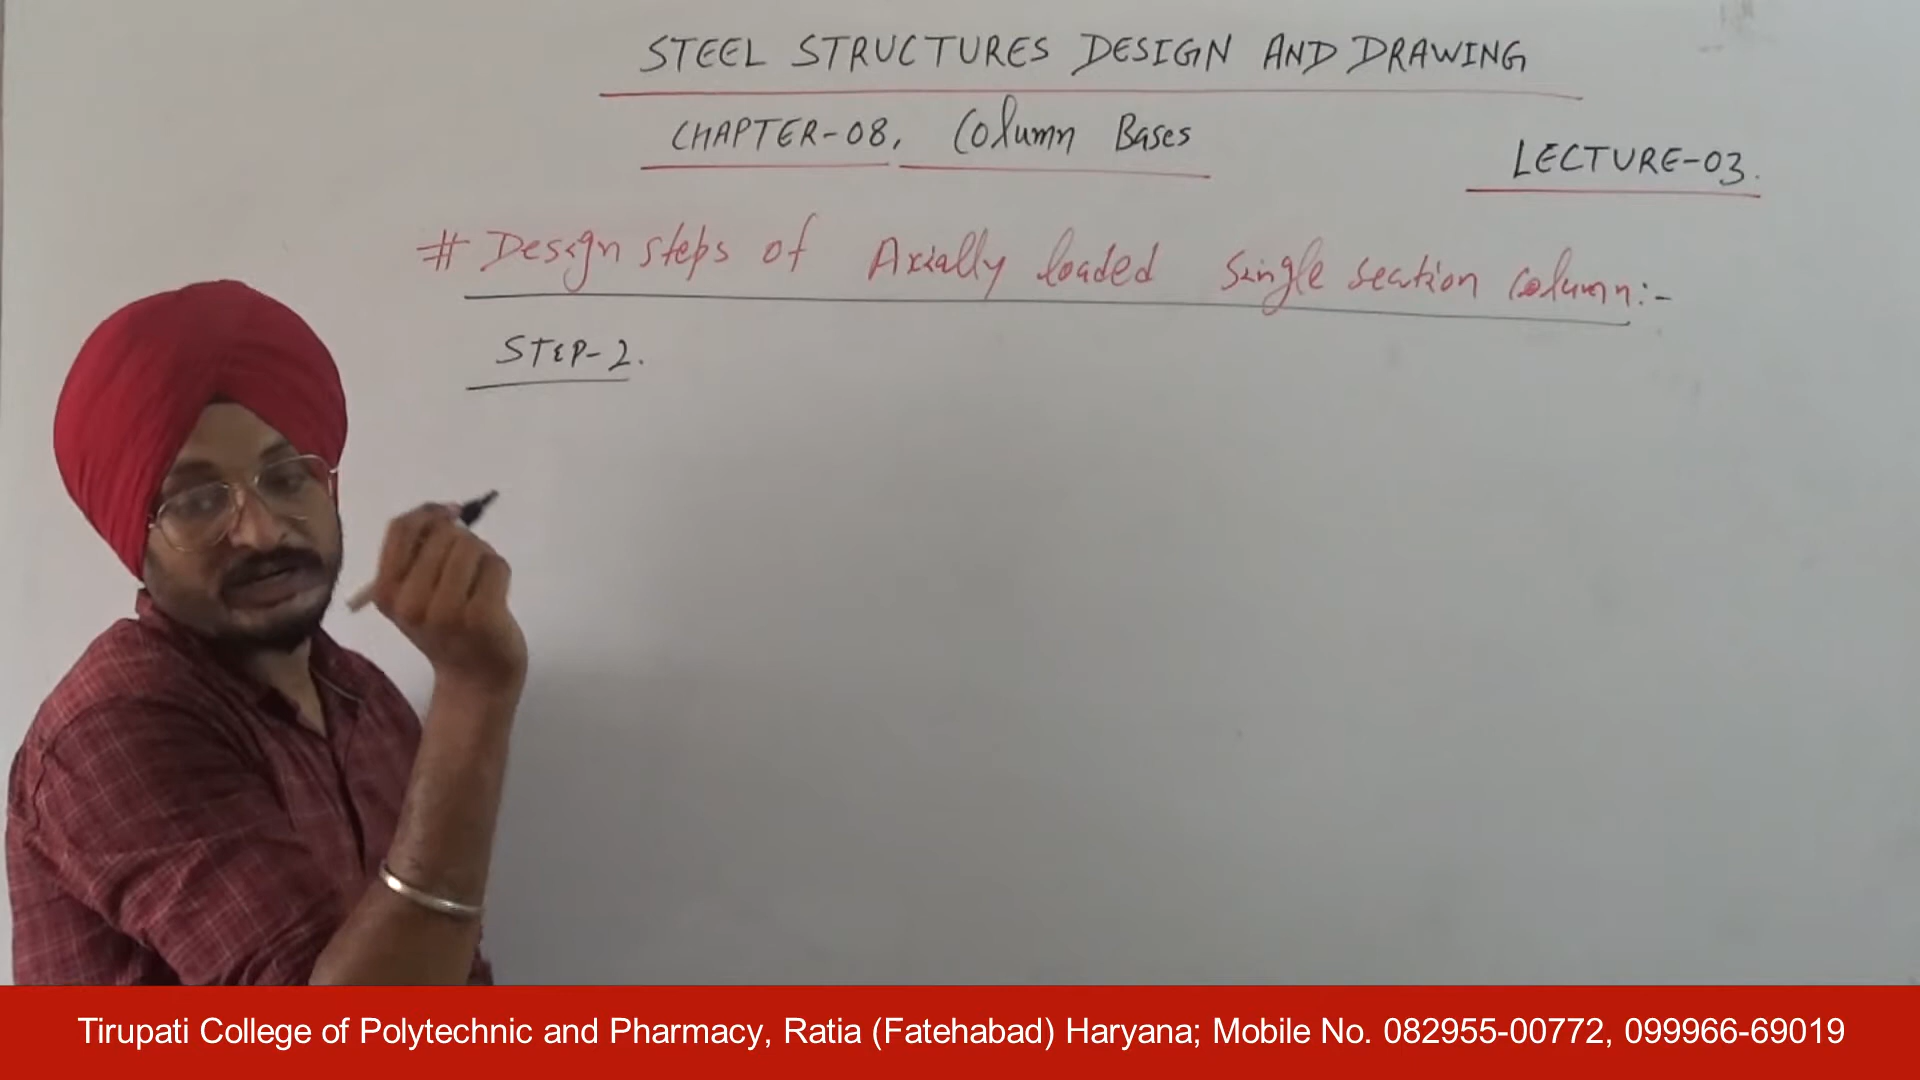 STEEL STRUCTURES DESIGN AND DRAWING
CHAPTER-08, Column Bases
LECTURE-03.
# Design steps of Axially loaded Single section Column:-
STEP-2.
Tirupati College of Polytechnic and Pharmacy, Ratia (Fatehabad) Haryana; Mobile No. 082955-00772, 099966-69019